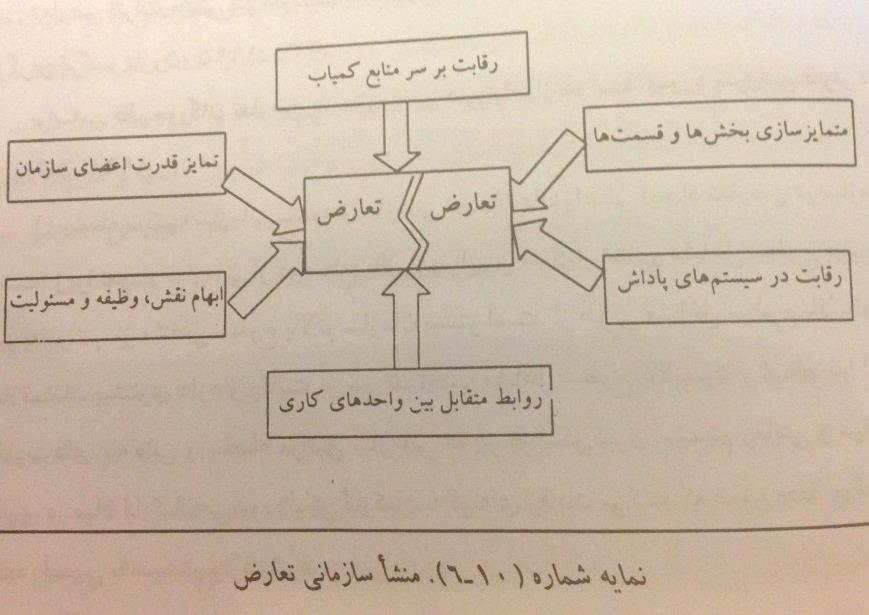 رقابت بر سر منابع کمیاب
متمایزسازی بخش‌ها و قسمت‌ها
تمایز قدرت اعضای سازمان
تعارض
تعارض
رقابت در سیستم‌های پاداش
ابهام نقش، وظیفه و مسئولیت
روابط متقابل بین واحدهای کاری
نمایه شماره (۱۰-۶). منشأ سازمانی تعارض